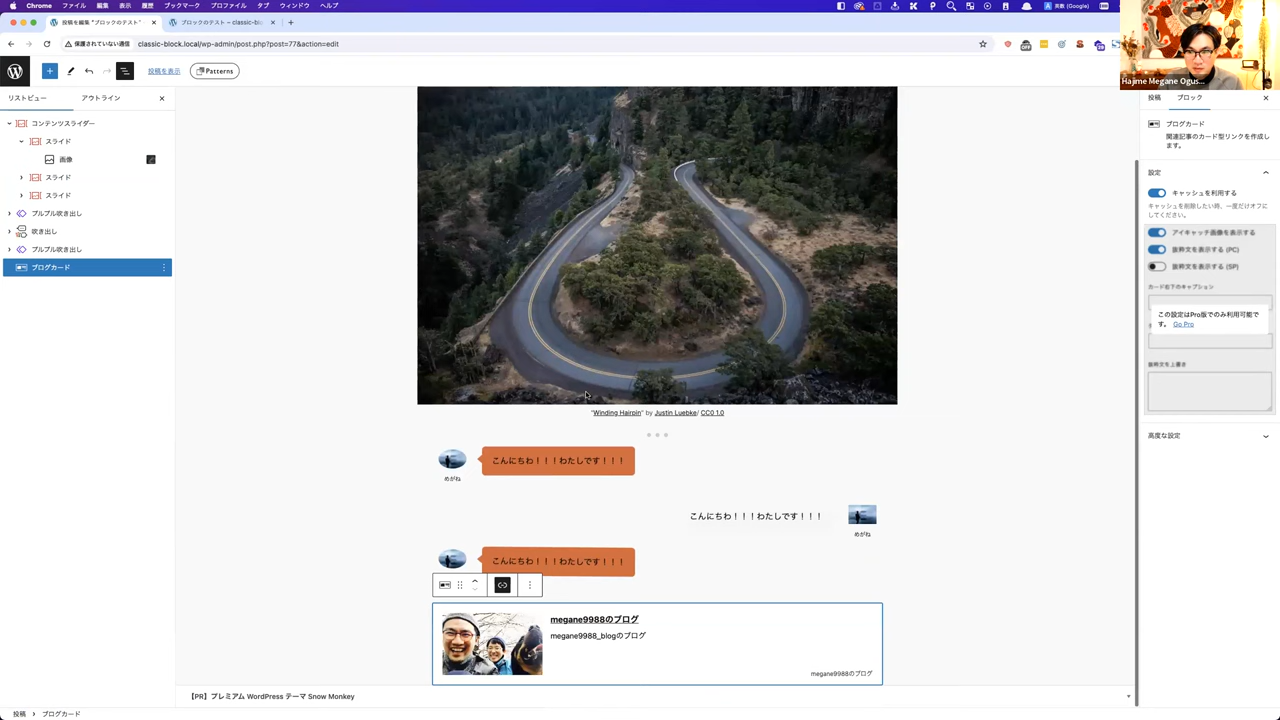 Chrome ファイル 編集 表示 履歴 ブックマーク プロファイル タブ ウィンドウ ヘルプ
英数 (Google)
投稿を編集 "ブロックのテスト"
ブロックのテスト – classic-blo
保護されていない通信 classic-block.local/wp-admin/post.php?post=77&action=edit
OFF
Hajime Megane Ogus...
投稿を表示
Patterns
リストビュー
アウトライン
コンテンツスライダー
スライド
画像
スライド
スライド
プルプル吹き出し
吹き出し
プルプル吹き出し
ブログカード
"Winding Hairpin" by Justin Luebke/ CC0 1.0
こんにちわ！！！わたしです！！！
めがね
こんにちわ！！！わたしです！！！
めがね
こんにちわ！！！わたしです！！！
megane9988のブログ
megane9988_blogのブログ
megane9988のブログ
【PR】プレミアム WordPress テーマ Snow Monkey
投稿 › ブログカード
投稿
ブロック
ブログカード
関連記事のカード型リンクを作成し
ます。
設定
キャッシュを利用する
キャッシュを削除したい時、一度だけオフに
してください。
アイキャッチ画像を表示する
抜粋文を表示する (PC)
抜粋文を表示する (SP)
カード右下のキャプション
この設定はPro版でのみ利用可能で
す。 Go Pro
抜粋文を上書き
高度な設定